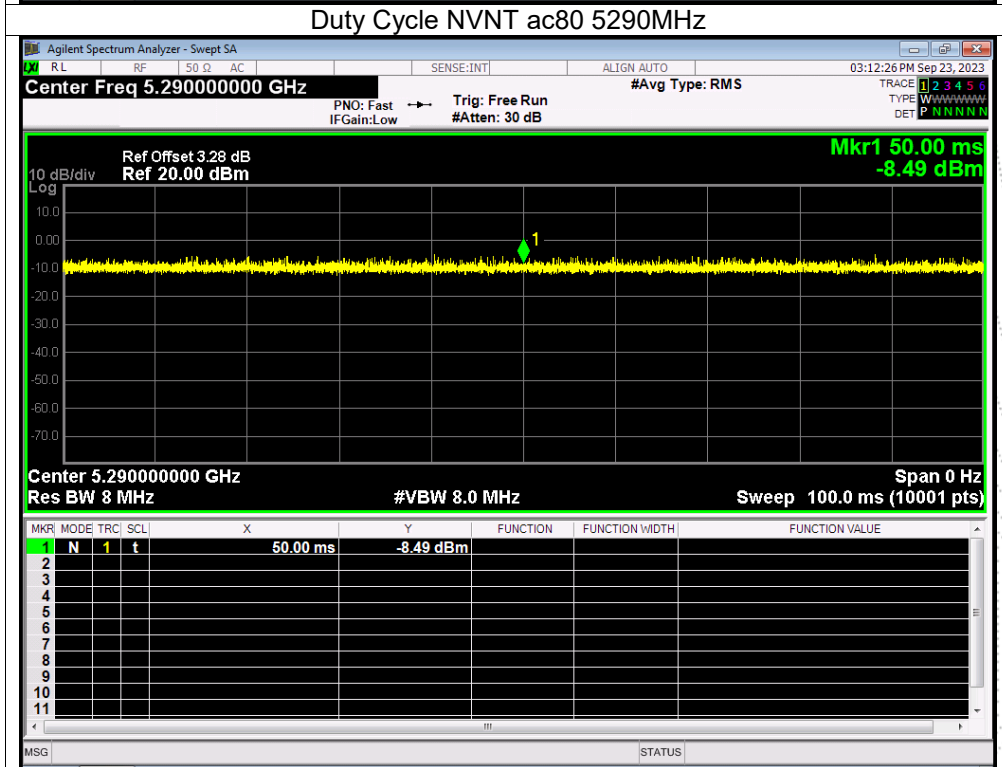 Duty Cycle NVNT ac80 5290MHz
Agilent Spectrum Analyzer - Swept SA
LXI RL RF 50 Ω AC SENSE:INT ALIGN AUTO 03:12:26 PM Sep 23, 2023
Center Freq 5.290000000 GHz #Avg Type: RMS TRACE 1 2 3 4 5 6
PNO: Fast Trig: Free Run TYPE WWWWWW
IFGain:Low #Atten: 30 dB DET P N N N N N
Mkr1 50.00 ms
Ref Offset 3.28 dB
10 dB/div Ref 20.00 dBm -8.49 dBm
Log
10.0
0.00
1
-10.0
-20.0
-30.0
-40.0
-50.0
-60.0
-70.0
Center 5.290000000 GHz Span 0 Hz
Res BW 8 MHz #VBW 8.0 MHz Sweep 100.0 ms (10001 pts)
MKR MODE TRC SCL X Y FUNCTION FUNCTION WIDTH FUNCTION VALUE
1 N 1 t 50.00 ms -8.49 dBm
2
3
4
5
6
7
8
9
10
11
MSG STATUS